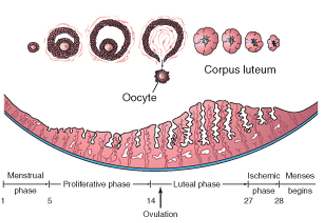 Corpus luteum
Oocyte
Menstrual
phase
Proliferative phase
Luteal phase
Ischemic
phase
Menses
begins
1 5 14 27 28
Ovulation